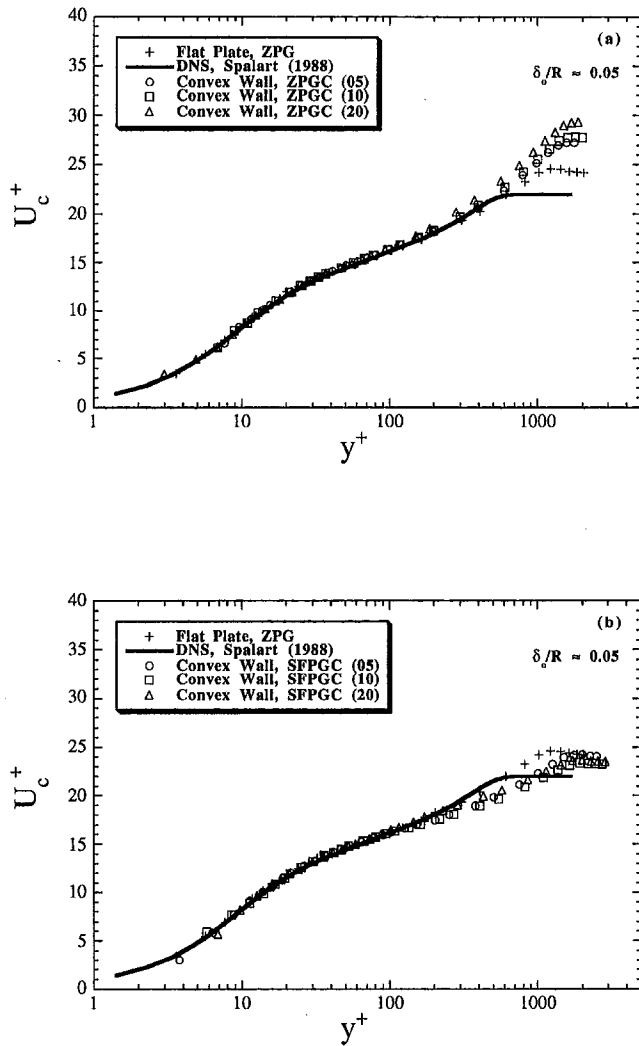 40
(a)
+ Flat Plate, ZPG
DNS, Spalart (1988)
Convex Wall, ZPGC (05)
Convex Wall, ZPGC (10)
Convex Wall, ZPGC (20)
δₒ/R ≈ 0.05
35
30
25
20
15
10
5
0
U_c^+
1
10
100
1000
y^+
40
(b)
+ Flat Plate, ZPG
DNS, Spalart (1988)
Convex Wall, SFPGC (05)
Convex Wall, SFPGC (10)
Convex Wall, SFPGC (20)
δₒ/R ≈ 0.05
35
30
25
20
15
10
5
0
U_c^+
1
10
100
1000
y^+